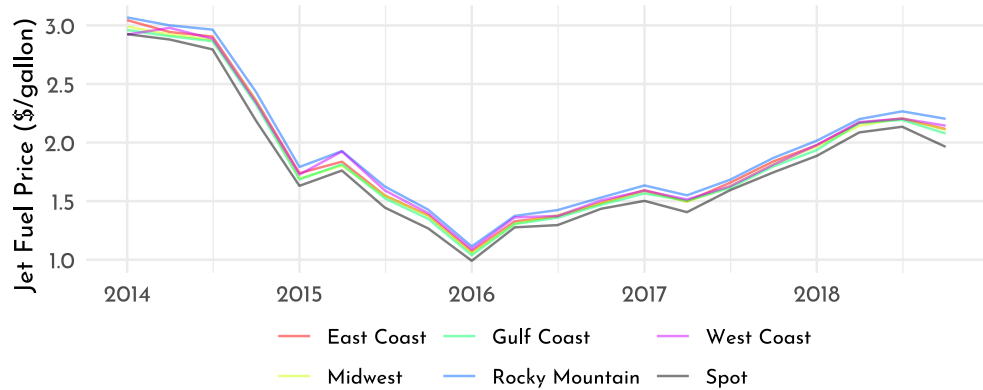 Jet Fuel Price ($/gallon)
3.0
2.5
2.0
1.5
1.0
2014 2015 2016 2017 2018
East Coast Gulf Coast West Coast
Midwest Rocky Mountain Spot